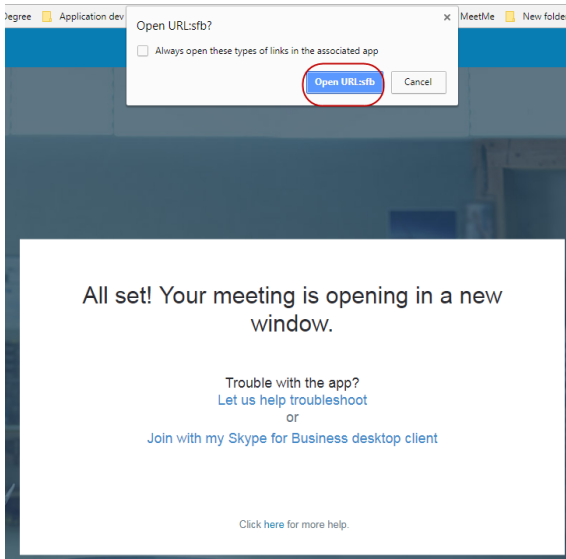 Degree Application dev MeetMe New folder
Open URL:sfb?
Always open these types of links in the associated app
Open URL:sfb Cancel
All set! Your meeting is opening in a new
window.
Trouble with the app?
Let us help troubleshoot
or
Join with my Skype for Business desktop client
Click here for more help.